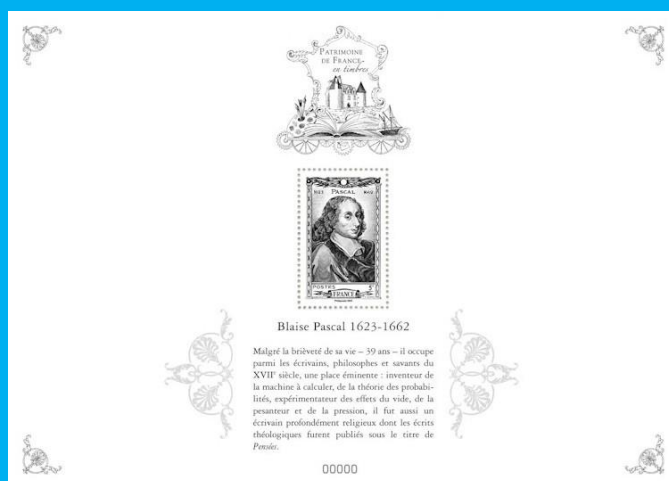 PATRIMOINE
DE FRANCE
en timbres
1623 PASCAL 1662
POSTES 5F
FRANCE
Blaise Pascal 1623-1662
Malgré la brièveté de sa vie – 39 ans – il occupe
parmi les écrivains, philosophes et savants du
XVIIe siècle, une place éminente : inventeur de
la machine à calculer, de la théorie des probabi-
lités, expérimentateur des effets du vide, de la
pesanteur et de la pression, il fut aussi un
écrivain profondément religieux dont les écrits
théologiques furent publiés sous le titre de
Pensées.
00000